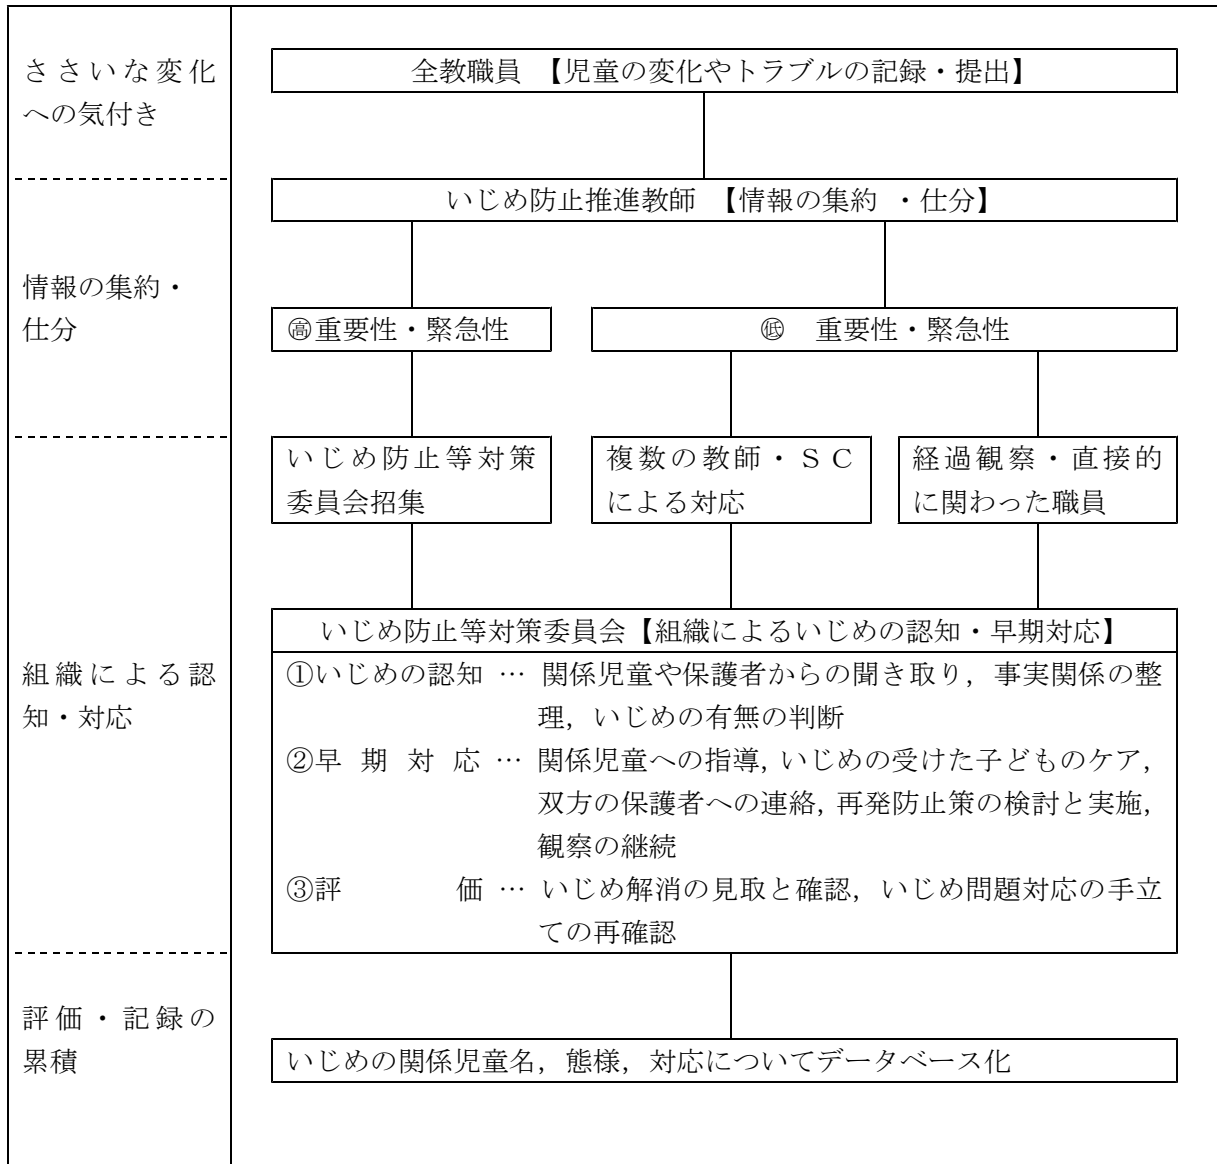 ささいな変化
への気付き
全教職員 【児童の変化やトラブルの記録・提出】
いじめ防止推進教師 【情報の集約 ・仕分】
情報の集約・
仕分
㊤重要性・緊急性
㊦ 重要性・緊急性
いじめ防止等対策
委員会招集
複数の教師・ＳＣ
による対応
経過観察・直接的
に関わった職員
組織による認
知・対応
いじめ防止等対策委員会【組織によるいじめの認知・早期対応】
①いじめの認知 … 関係児童や保護者からの聞き取り，事実関係の整
理，いじめの有無の判断
②早 期 対 応 … 関係児童への指導，いじめの受けた子どものケア，
双方の保護者への連絡，再発防止策の検討と実施，
観察の継続
③評 価 … いじめ解消の見取と確認，いじめ問題対応の手立
ての再確認
評価・記録の
累積
いじめの関係児童名，態様，対応についてデータベース化